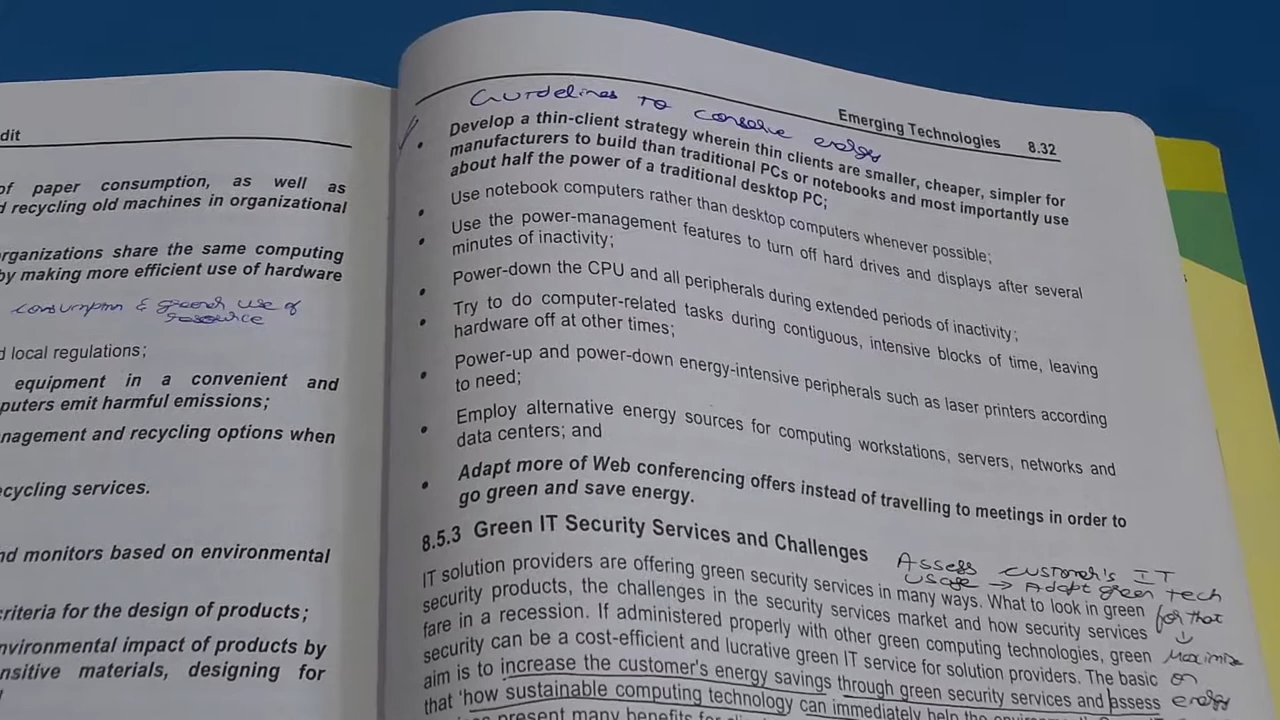 dit
of paper consumption, as well as
d recycling old machines in organizational
rganizations share the same computing
by making more efficient use of hardware
consumption & green use of
resource
d local regulations;
equipment in a convenient and
puters emit harmful emissions;
nagement and recycling options when
ecycling services.
nd monitors based on environmental
criteria for the design of products;
nvironmental impact of products by
nsitive materials, designing for
Guidelines To conserve energy
Emerging Technologies 8.32
• Develop a thin-client strategy wherein thin clients are smaller, cheaper, simpler for
manufacturers to build than traditional PCs or notebooks and most importantly use
about half the power of a traditional desktop PC;
• Use notebook computers rather than desktop computers whenever possible;
• Use the power-management features to turn off hard drives and displays after several
minutes of inactivity;
• Power-down the CPU and all peripherals during extended periods of inactivity;
• Try to do computer-related tasks during contiguous, intensive blocks of time, leaving
hardware off at other times;
• Power-up and power-down energy-intensive peripherals such as laser printers according
to need;
• Employ alternative energy sources for computing workstations, servers, networks and
data centers; and
• Adapt more of Web conferencing offers instead of travelling to meetings in order to
go green and save energy.
8.5.3 Green IT Security Services and Challenges
Assess customer's IT
usage → Adapt green tech
for that
↓
Maximize
on
energy
IT solution providers are offering green security services in many ways. What to look in green
security products, the challenges in the security services market and how security services
fare in a recession. If administered properly with other green computing technologies, green
security can be a cost-efficient and lucrative green IT service for solution providers. The basic
aim is to increase the customer's energy savings through green security services and assess
that 'how sustainable computing technology can immediately help the
present many benefits for